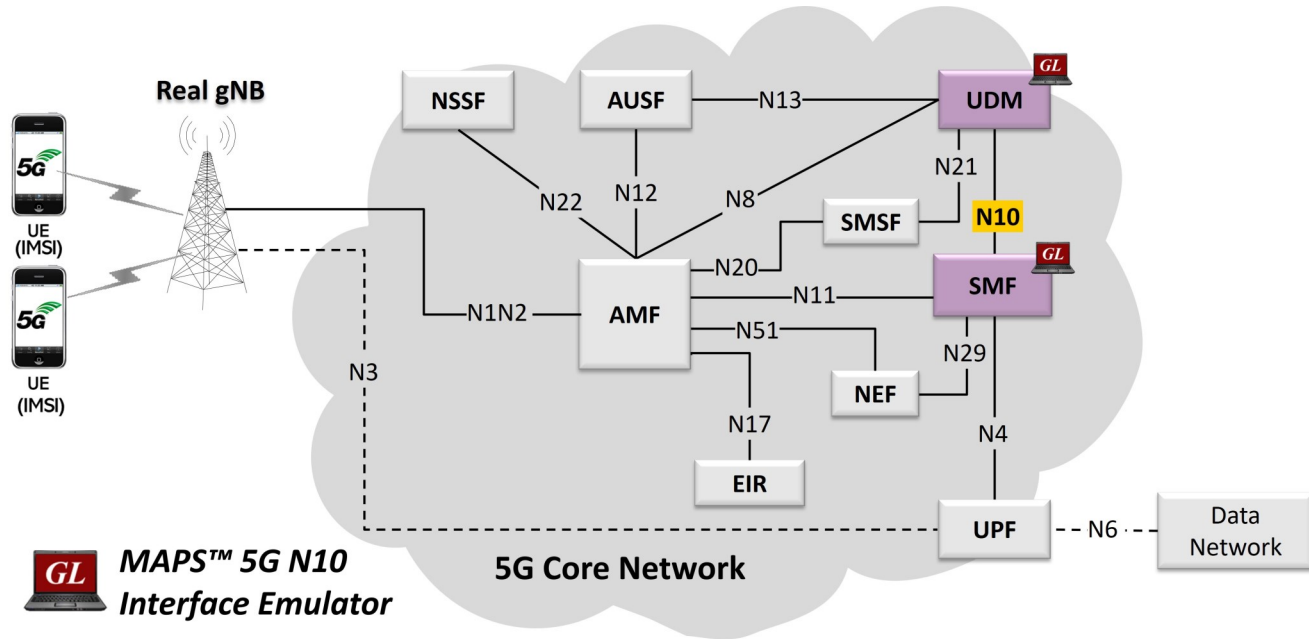 Real gNB
5G
UE
(IMSI)
5G
UE
(IMSI)
NSSF
AUSF
N13
UDM
GL
N22
N12
N8
N21
N10
SMSF
N20
GL
SMF
N11
AMF
N1N2
N51
N29
N3
NEF
N17
N4
EIR
UPF
N6
Data
Network
5G Core Network
GL
MAPS™ 5G N10
Interface Emulator